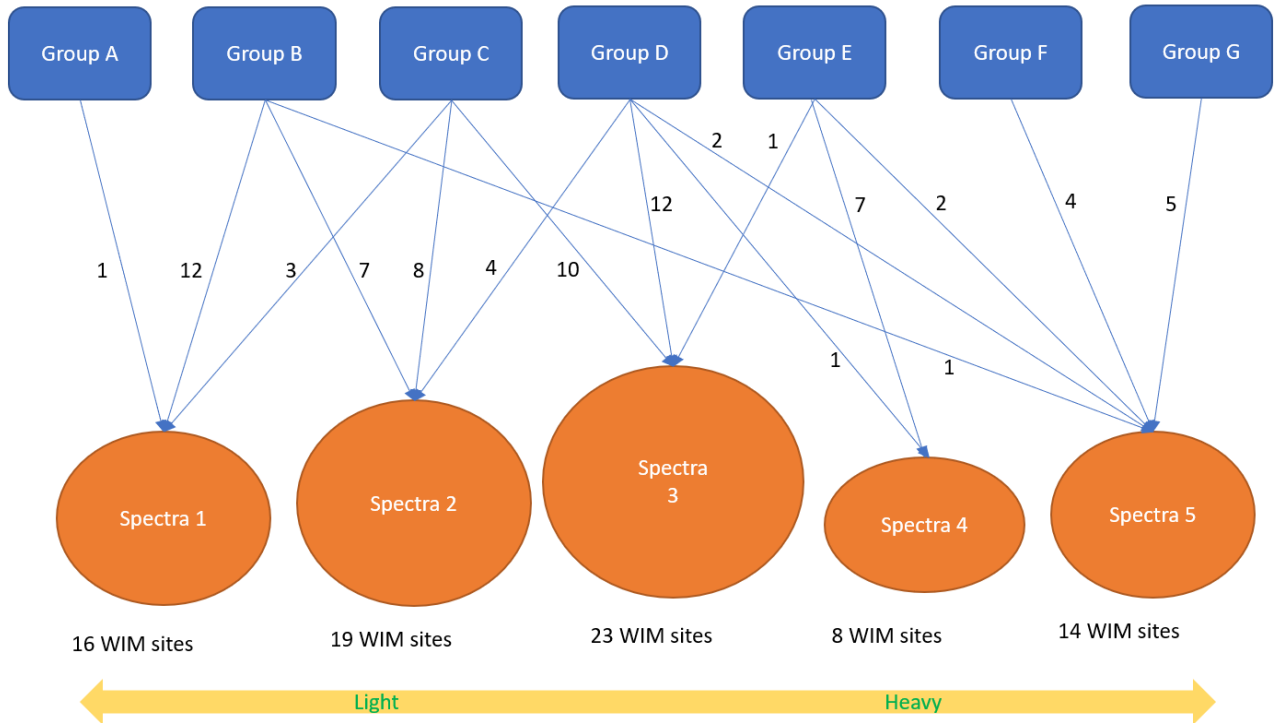 Group A
Group B
Group C
Group D
Group E
Group F
Group G
2
1
12
7
2
4
5
1
12
3
7
8
4
10
1
1
Spectra 1
Spectra 2
Spectra
3
Spectra 4
Spectra 5
16 WIM sites
19 WIM sites
23 WIM sites
8 WIM sites
14 WIM sites
Light
Heavy